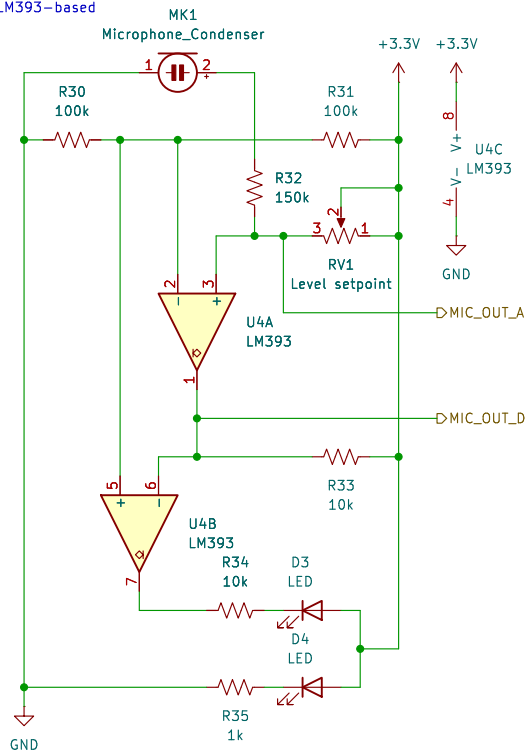 LM393-based
MK1
Microphone_Condenser
+3.3V
+3.3V
1
2
+
R30
100k
R31
100k
8
V+
U4C
LM393
V-
4
GND
R32
150k
2
3
1
RV1
Level setpoint
2
3
-
+
MIC_OUT_A
U4A
LM393
1
MIC_OUT_D
5
6
+
-
R33
10k
U4B
LM393
7
R34
10k
D3
LED
D4
LED
R35
1k
GND